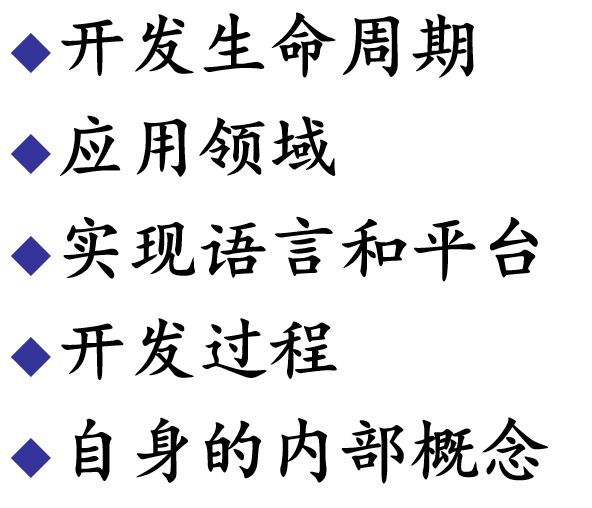 ◆开发生命周期
◆应用领域
◆实现语言和平台
◆开发过程
◆自身的内部概念